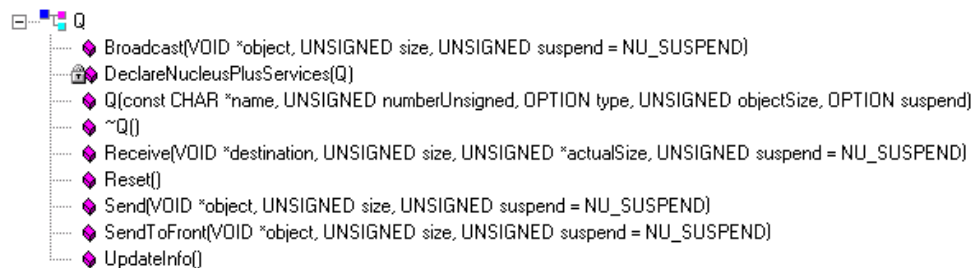 Q
Broadcast(VOID *object, UNSIGNED size, UNSIGNED suspend = NU_SUSPEND)
DeclareNucleusPlusServices(Q)
Q(const CHAR *name, UNSIGNED numberUnsigned, OPTION type, UNSIGNED objectSize, OPTION suspend)
~Q()
Receive(VOID *destination, UNSIGNED size, UNSIGNED *actualSize, UNSIGNED suspend = NU_SUSPEND)
Reset()
Send(VOID *object, UNSIGNED size, UNSIGNED suspend = NU_SUSPEND)
SendToFront(VOID *object, UNSIGNED size, UNSIGNED suspend = NU_SUSPEND)
UpdateInfo()